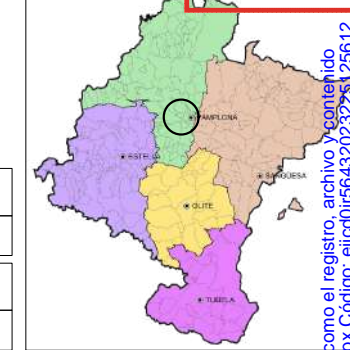 PAMPLONA
ESTELLA
SANGÜESA
OLITE
TUDELA
como el registro, archivo y contenido